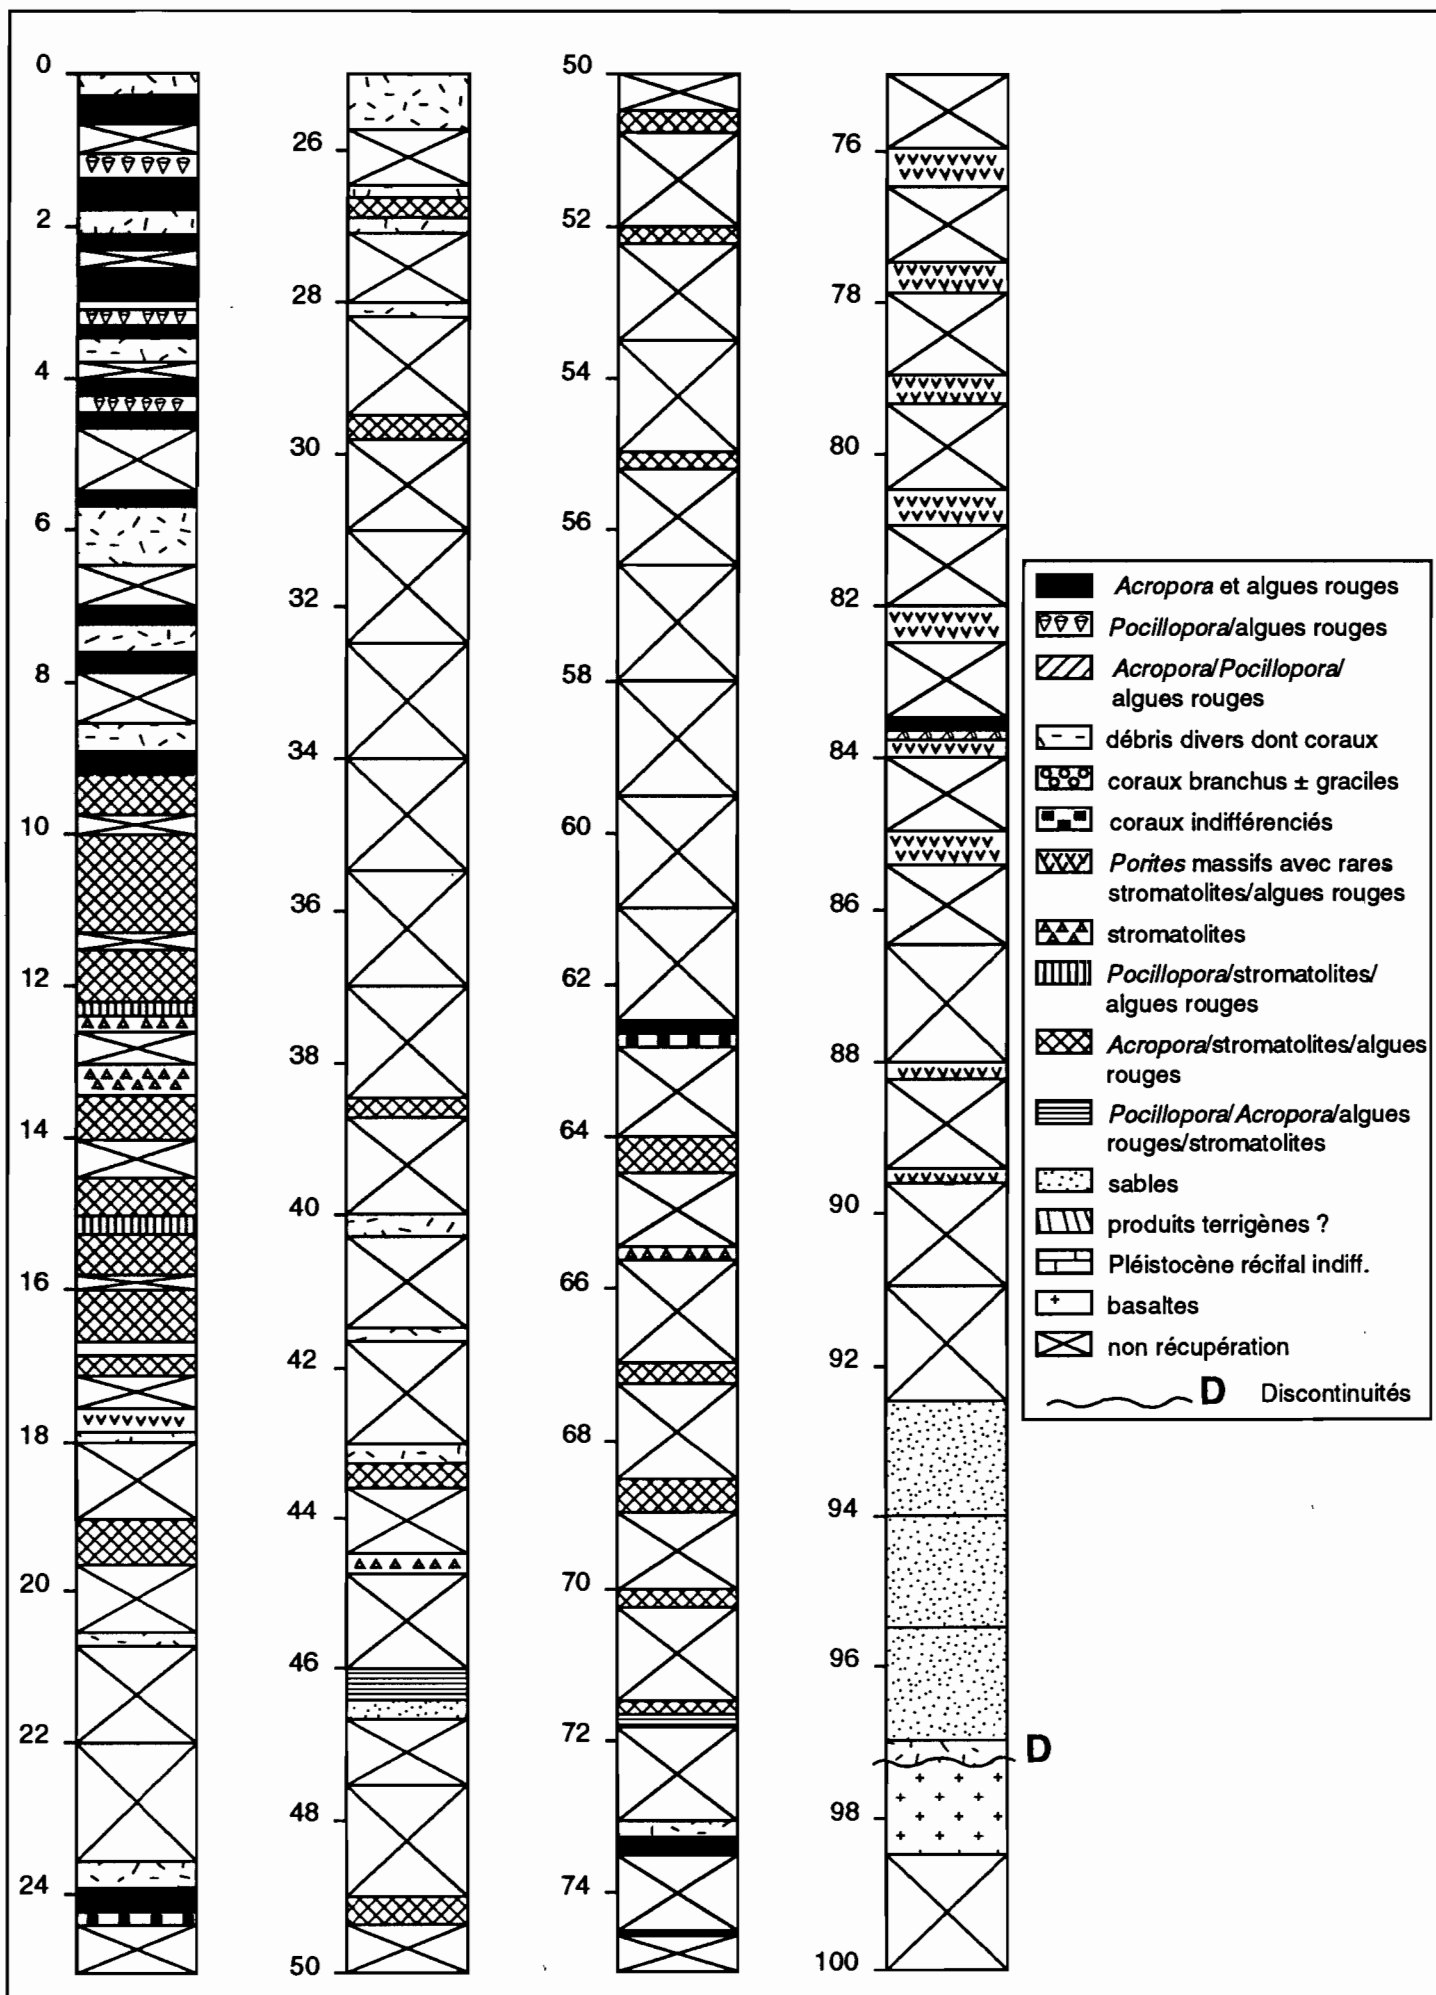 0
2
4
6
8
10
12
14
16
18
20
22
24
26
28
30
32
34
36
38
40
42
44
46
48
50
50
52
54
56
58
60
62
64
66
68
70
72
74
76
78
80
82
84
86
88
90
92
94
96
98
100
D
Acropora et algues rouges
Pocillopora/algues rouges
Acropora/Pocillopora/
algues rouges
débris divers dont coraux
coraux branchus ± graciles
coraux indifférenciés
Porites massifs avec rares
stromatolites/algues rouges
stromatolites
Pocillopora/stromatolites/
algues rouges
Acropora/stromatolites/algues
rouges
Pocillopora/Acropora/algues
rouges/stromatolites
sables
produits terrigènes ?
Pléistocène récifal indiff.
basaltes
non récupération
D Discontinuités